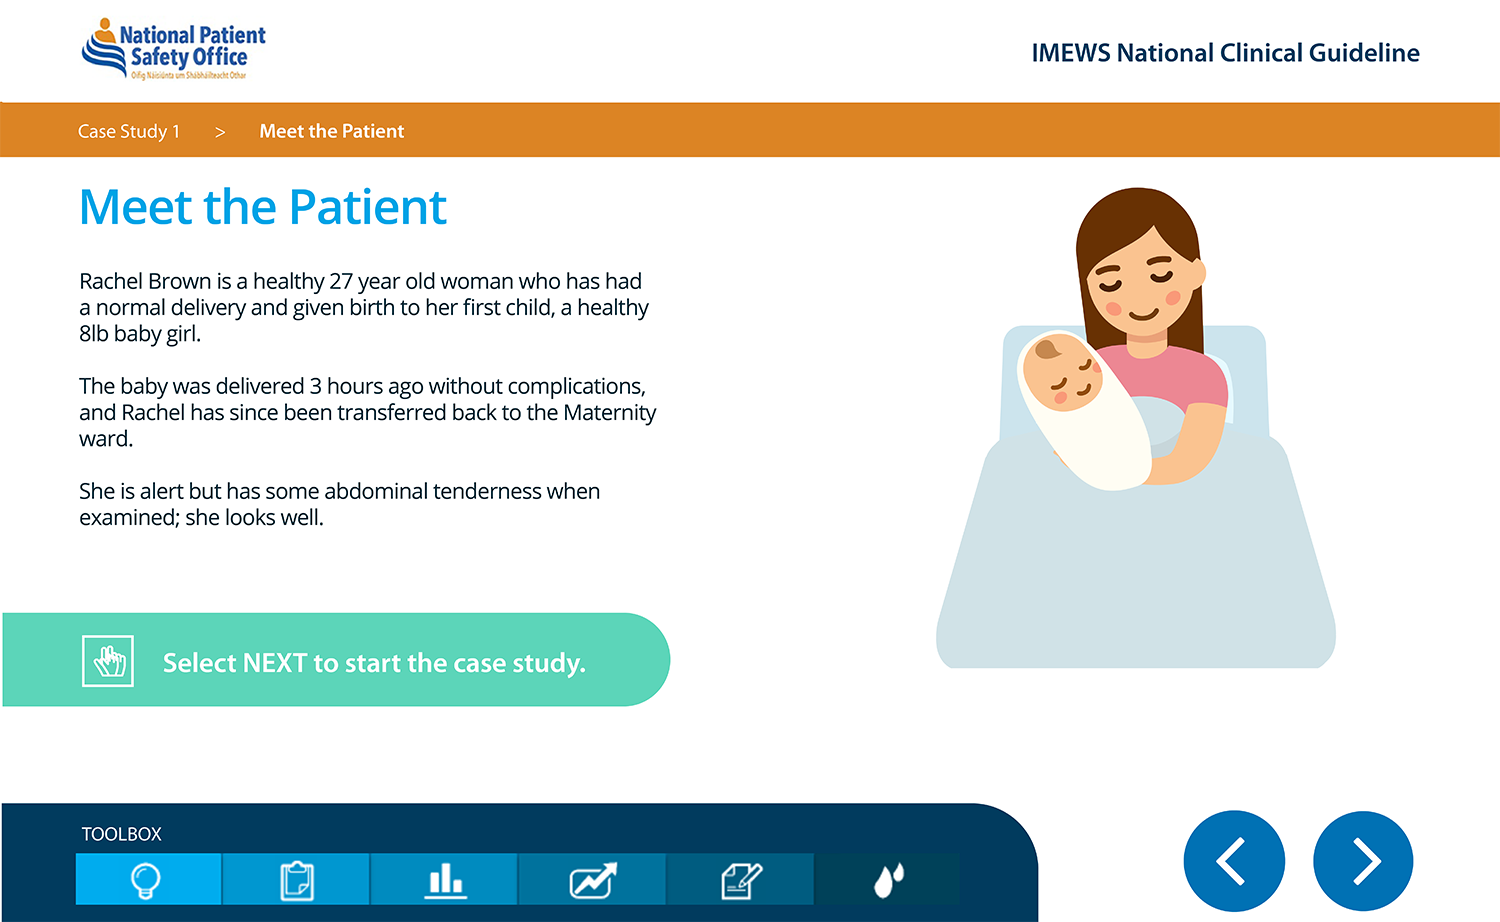 National Patient
Safety Office
Oifig Náisiúnta um Shábháilteacht Othar
IMEWS National Clinical Guideline
Case Study 1 > Meet the Patient
Meet the Patient
Rachel Brown is a healthy 27 year old woman who has had
a normal delivery and given birth to her first child, a healthy
8lb baby girl.
The baby was delivered 3 hours ago without complications,
and Rachel has since been transferred back to the Maternity
ward.
She is alert but has some abdominal tenderness when
examined; she looks well.
Select NEXT to start the case study.
TOOLBOX